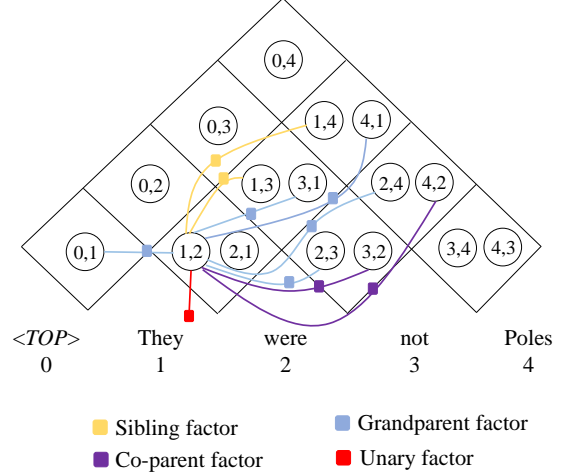 0,4
0,3 1,4 4,1
0,2 1,3 3,1 2,4 4,2
0,1 1,2 2,1 2,3 3,2 3,4 4,3
<TOP> They were not Poles
0 1 2 3 4
Sibling factor Grandparent factor
Co-parent factor Unary factor